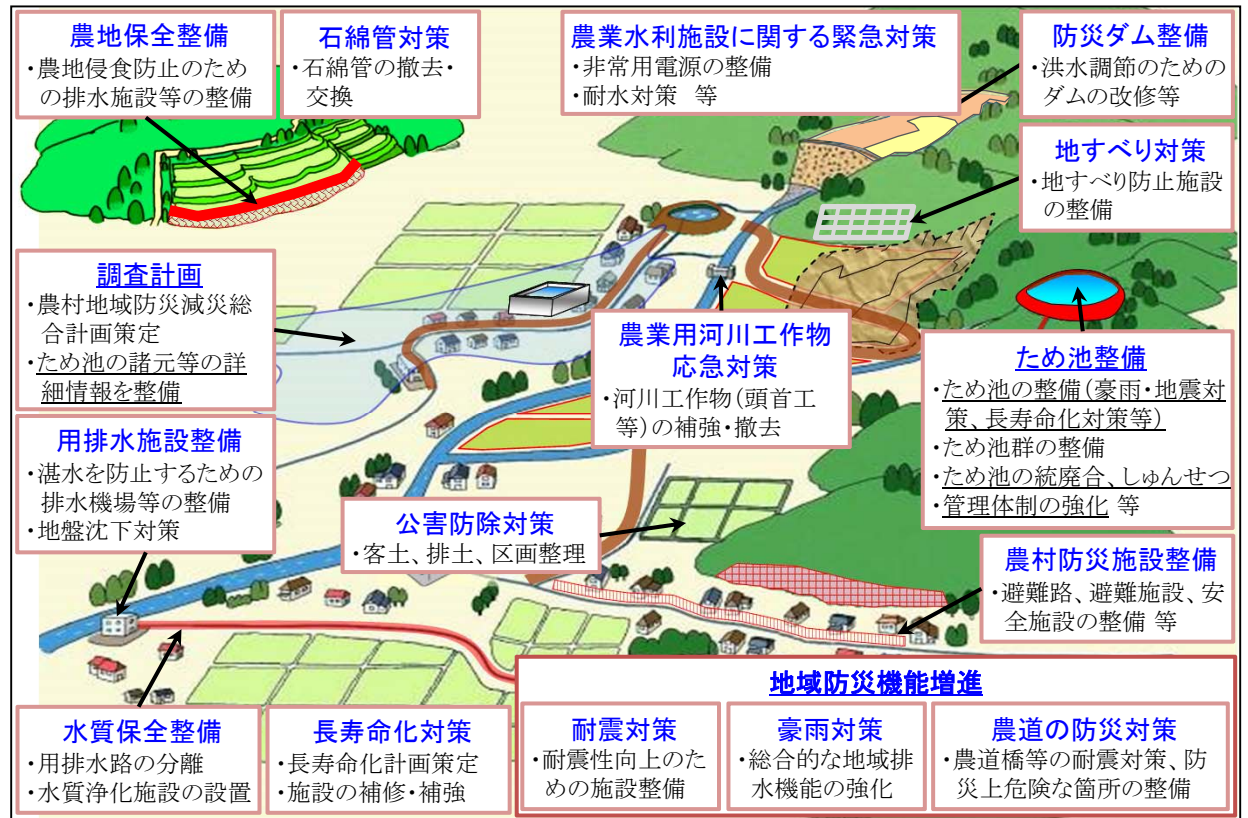 農地保全整備
・農地侵食防止のため
の排水施設等の整備
石綿管対策
・石綿管の撤去・
交換
農業水利施設に関する緊急対策
・非常用電源の整備
・耐水対策 等
防災ダム整備
・洪水調節のための
ダムの改修等
地すべり対策
・地すべり防止施設
の整備
調査計画
・農村地域防災減災総
合計画策定
・ため池の諸元等の詳
細情報を整備
農業用河川工作物
応急対策
・河川工作物(頭首工
等)の補強・撤去
ため池整備
・ため池の整備(豪雨・地震対
策、長寿命化対策等)
・ため池群の整備
・ため池の統廃合、しゅんせつ
管理体制の強化 等
用排水施設整備
・湛水を防止するための
排水機場等の整備
・地盤沈下対策
公害防除対策
・客土、排土、区画整理
農村防災施設整備
・避難路、避難施設、安
全施設の整備 等
水質保全整備
・用排水路の分離
・水質浄化施設の設置
長寿命化対策
・長寿命化計画策定
・施設の補修・補強
地域防災機能増進
耐震対策
・耐震性向上のた
めの施設整備
豪雨対策
・総合的な地域排
水機能の強化
農道の防災対策
・農道橋等の耐震対策、防
災上危険な箇所の整備